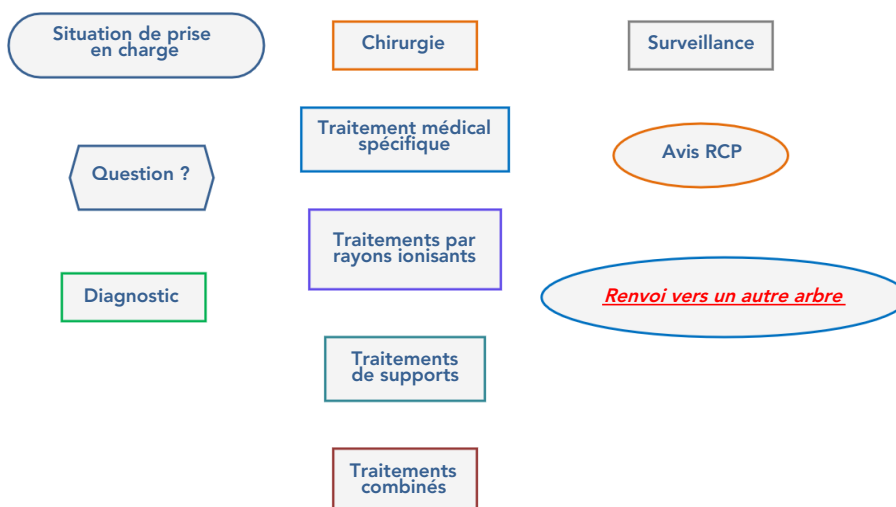 Situation de prise
en charge
Chirurgie
Surveillance
Traitement médical
spécifique
Avis RCP
Question ?
Traitements par
rayons ionisants
Diagnostic
Renvoi vers un autre arbre
Traitements
de supports
Traitements
combinés